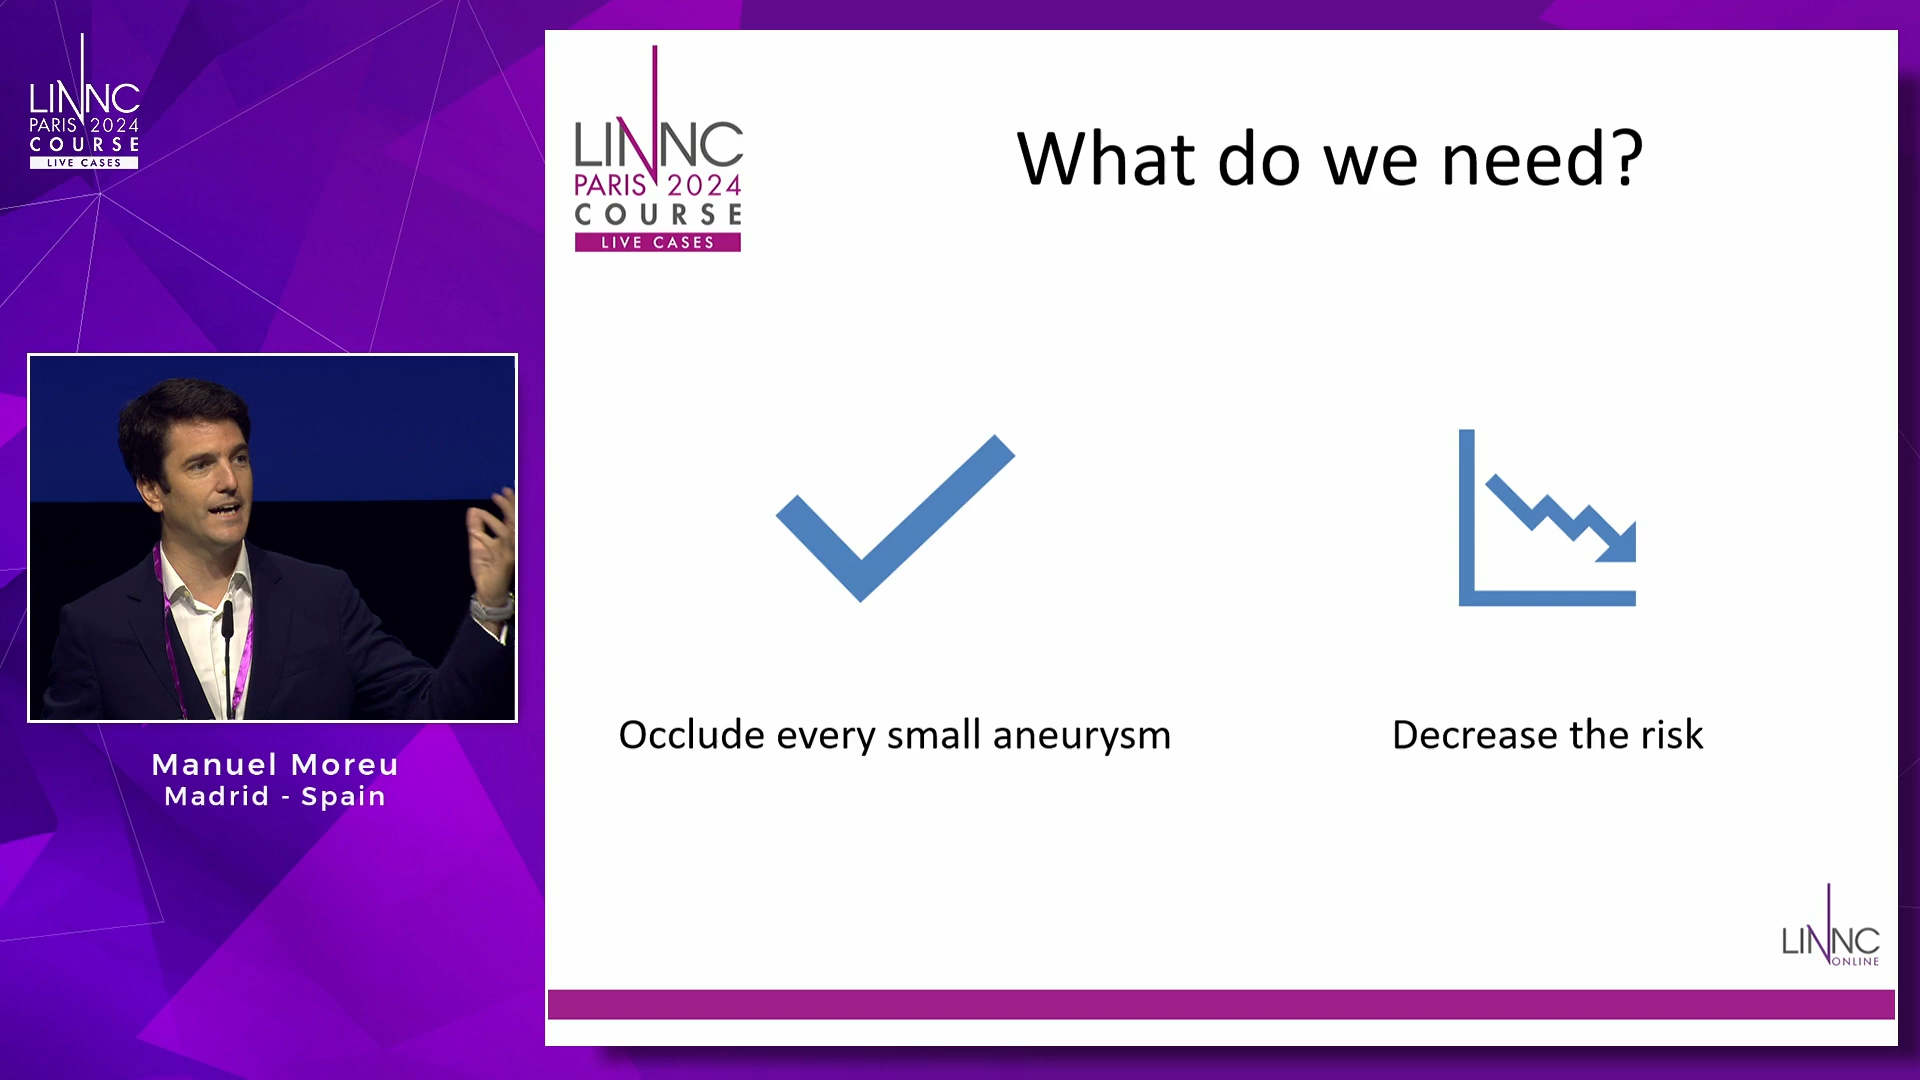 LINNC
PARIS 2024
COURSE
LIVE CASES
Manuel Moreu
Madrid - Spain
LINNC
PARIS 2024
COURSE
LIVE CASES
What do we need?
Occlude every small aneurysm
Decrease the risk
LINNC
ONLINE